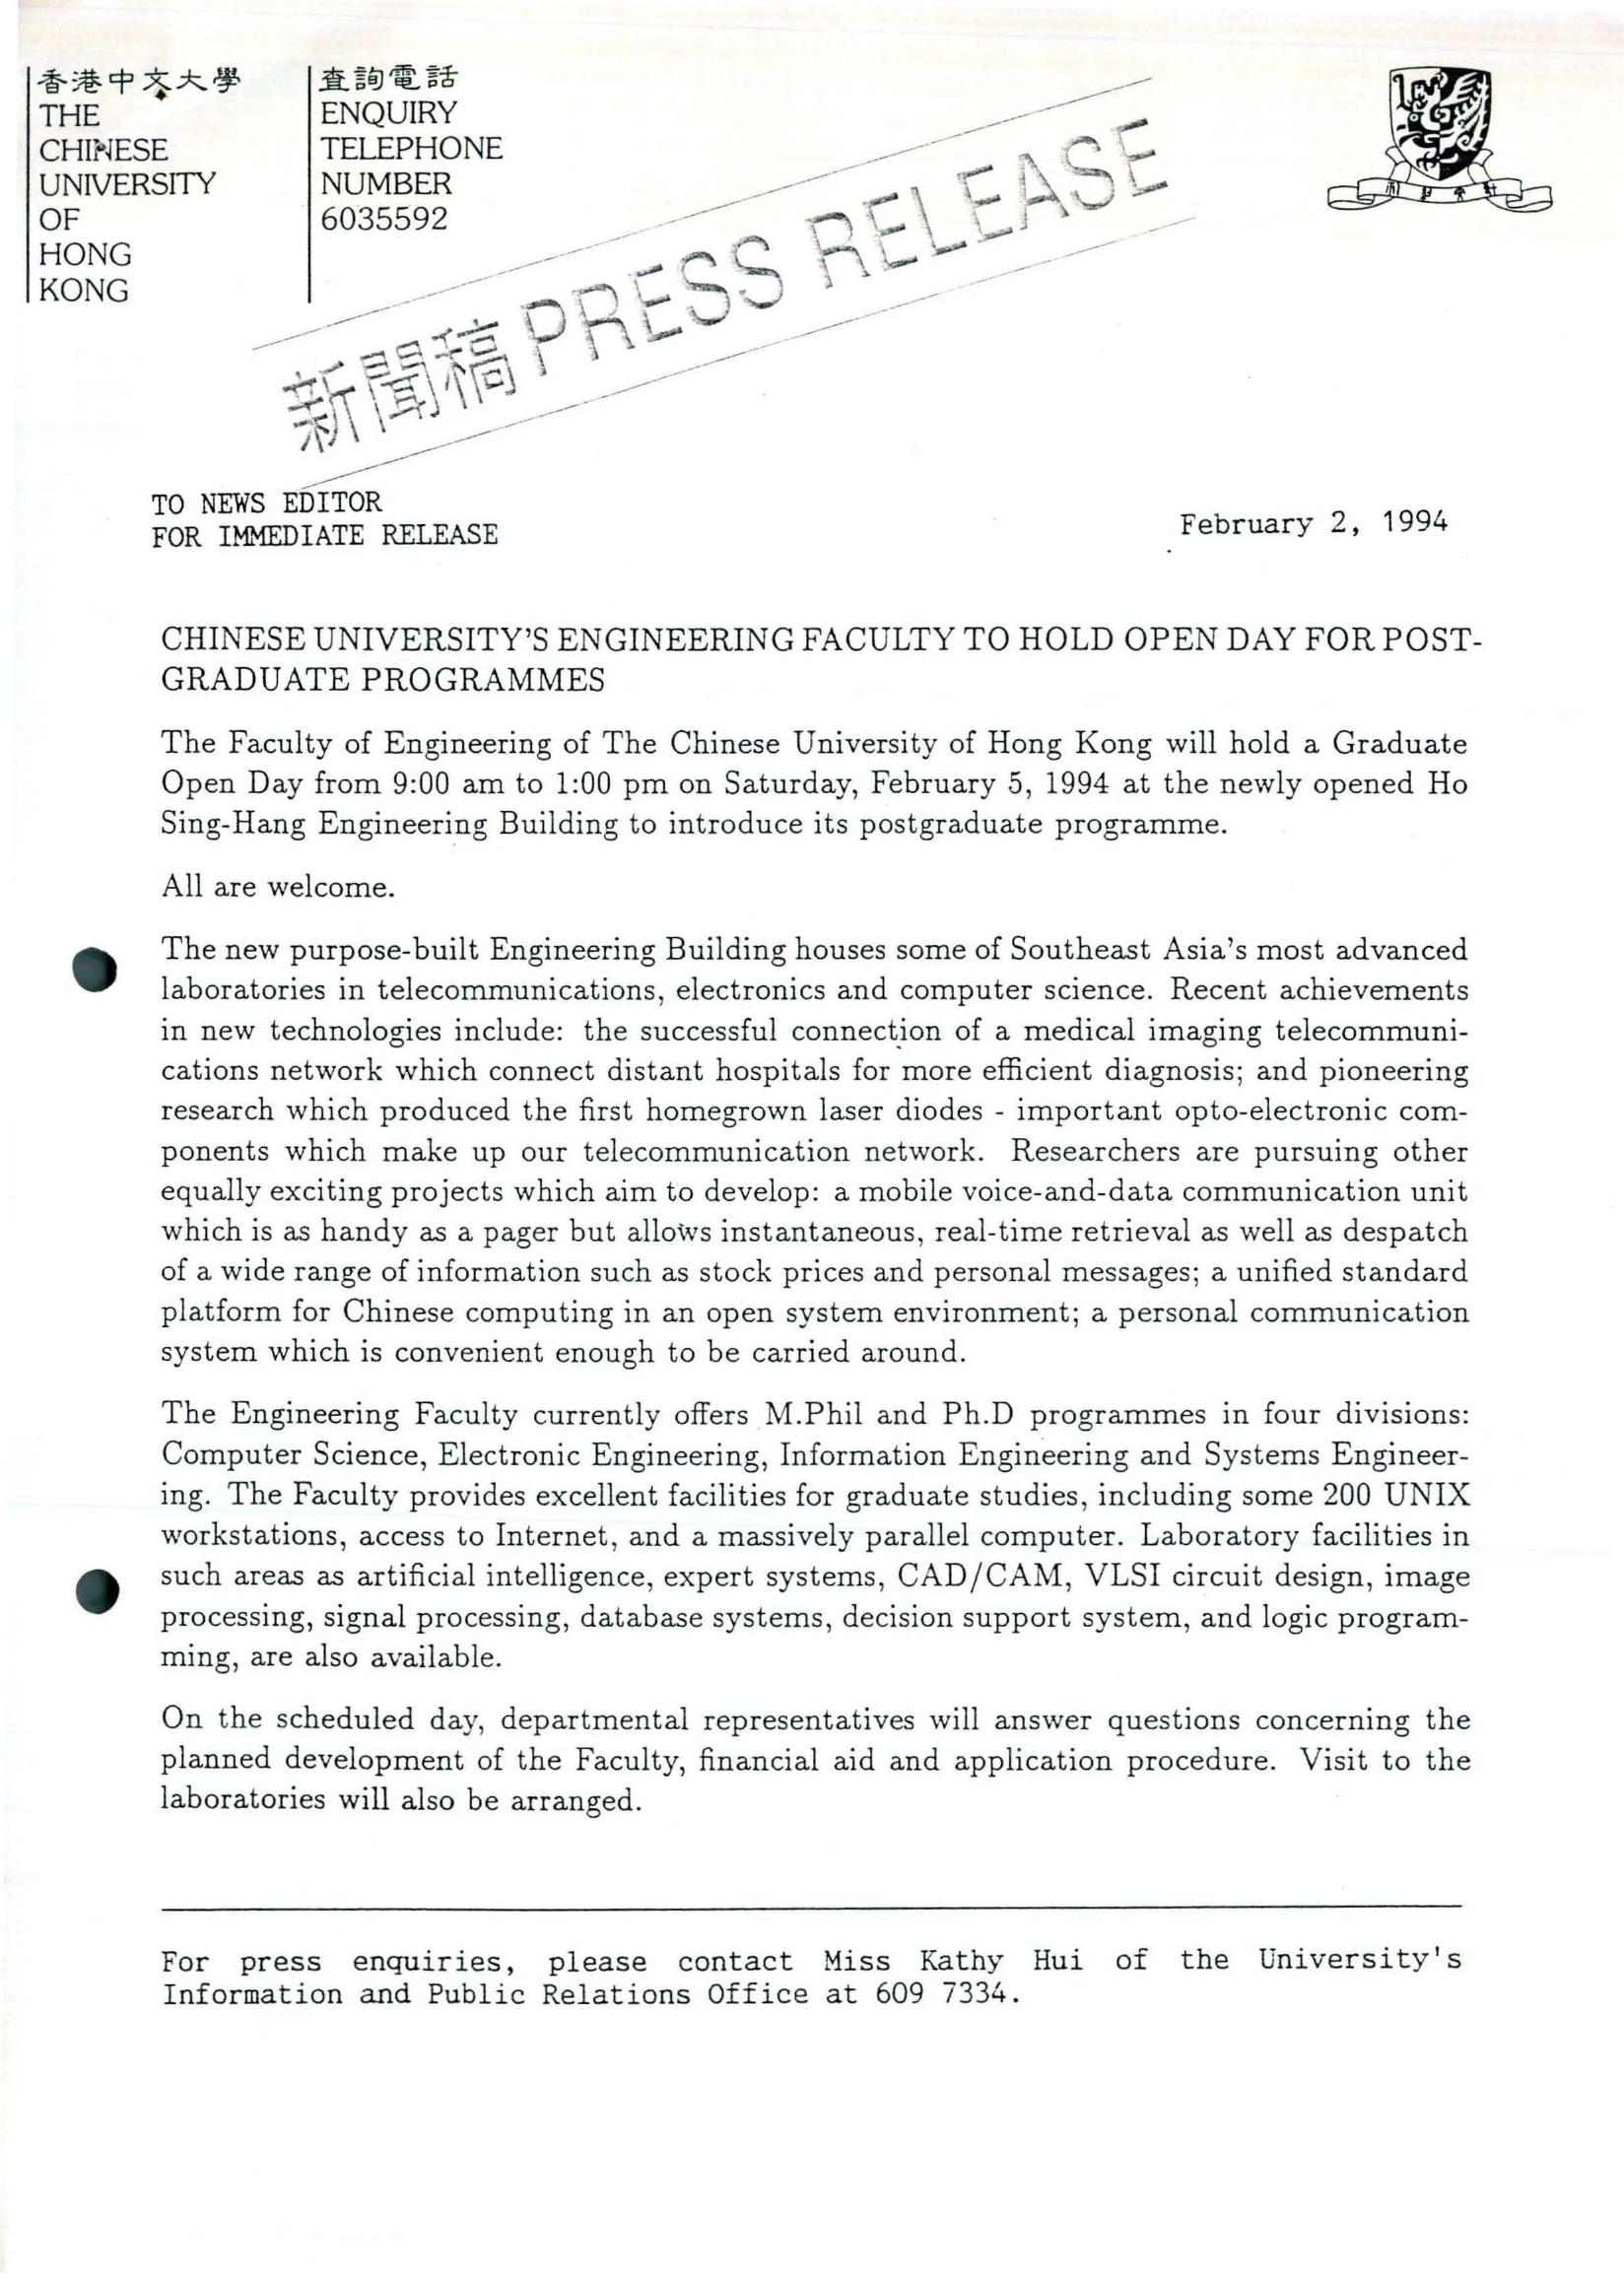 香港中文大學
THE
CHINESE
UNIVERSITY
OF
HONG
KONG
查詢電話
ENQUIRY
TELEPHONE
NUMBER
6035592
新聞稿 PRESS RELEASE
TO NEWS EDITOR
FOR IMMEDIATE RELEASE
February 2, 1994
CHINESE UNIVERSITY'S ENGINEERING FACULTY TO HOLD OPEN DAY FOR POST-
GRADUATE PROGRAMMES
The Faculty of Engineering of The Chinese University of Hong Kong will hold a Graduate
Open Day from 9:00 am to 1:00 pm on Saturday, February 5, 1994 at the newly opened Ho
Sing-Hang Engineering Building to introduce its postgraduate programme.
All are welcome.
The new purpose-built Engineering Building houses some of Southeast Asia's most advanced
laboratories in telecommunications, electronics and computer science. Recent achievements
in new technologies include: the successful connection of a medical imaging telecommuni-
cations network which connect distant hospitals for more efficient diagnosis; and pioneering
research which produced the first homegrown laser diodes - important opto-electronic com-
ponents which make up our telecommunication network. Researchers are pursuing other
equally exciting projects which aim to develop: a mobile voice-and-data communication unit
which is as handy as a pager but allows instantaneous, real-time retrieval as well as despatch
of a wide range of information such as stock prices and personal messages; a unified standard
platform for Chinese computing in an open system environment; a personal communication
system which is convenient enough to be carried around.
The Engineering Faculty currently offers M.Phil and Ph.D programmes in four divisions:
Computer Science, Electronic Engineering, Information Engineering and Systems Engineer-
ing. The Faculty provides excellent facilities for graduate studies, including some 200 UNIX
workstations, access to Internet, and a massively parallel computer. Laboratory facilities in
such areas as artificial intelligence, expert systems, CAD/CAM, VLSI circuit design, image
processing, signal processing, database systems, decision support system, and logic program-
ming, are also available.
On the scheduled day, departmental representatives will answer questions concerning the
planned development of the Faculty, financial aid and application procedure. Visit to the
laboratories will also be arranged.
For press enquiries, please contact Miss Kathy Hui of the University's
Information and Public Relations Office at 609 7334.